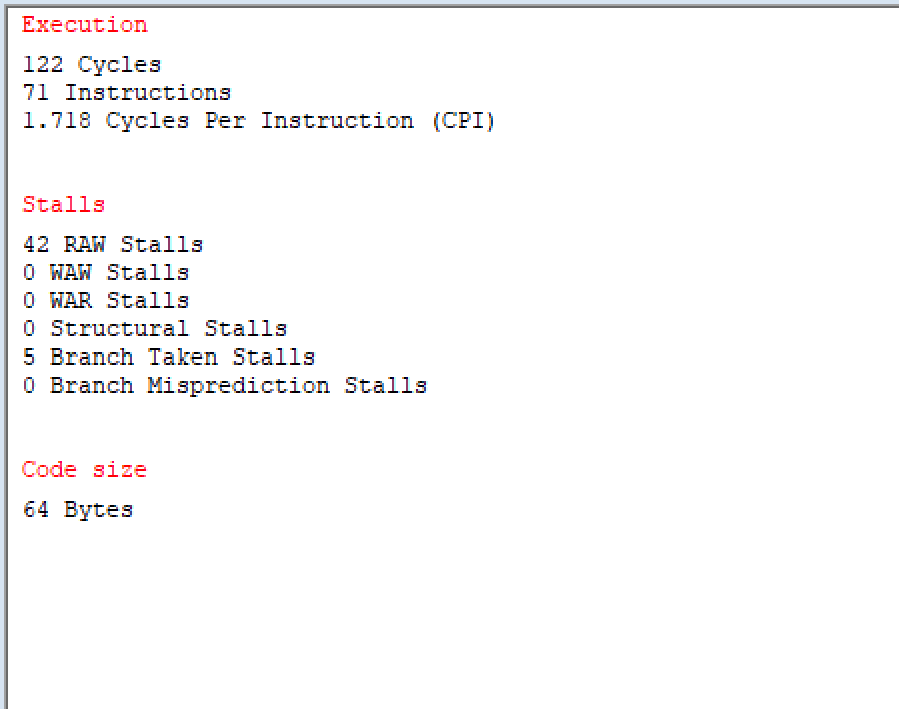 Execution
122 Cycles
71 Instructions
1.718 Cycles Per Instruction (CPI)
Stalls
42 RAW Stalls
0 WAW Stalls
0 WAR Stalls
0 Structural Stalls
5 Branch Taken Stalls
0 Branch Misprediction Stalls
Code size
64 Bytes